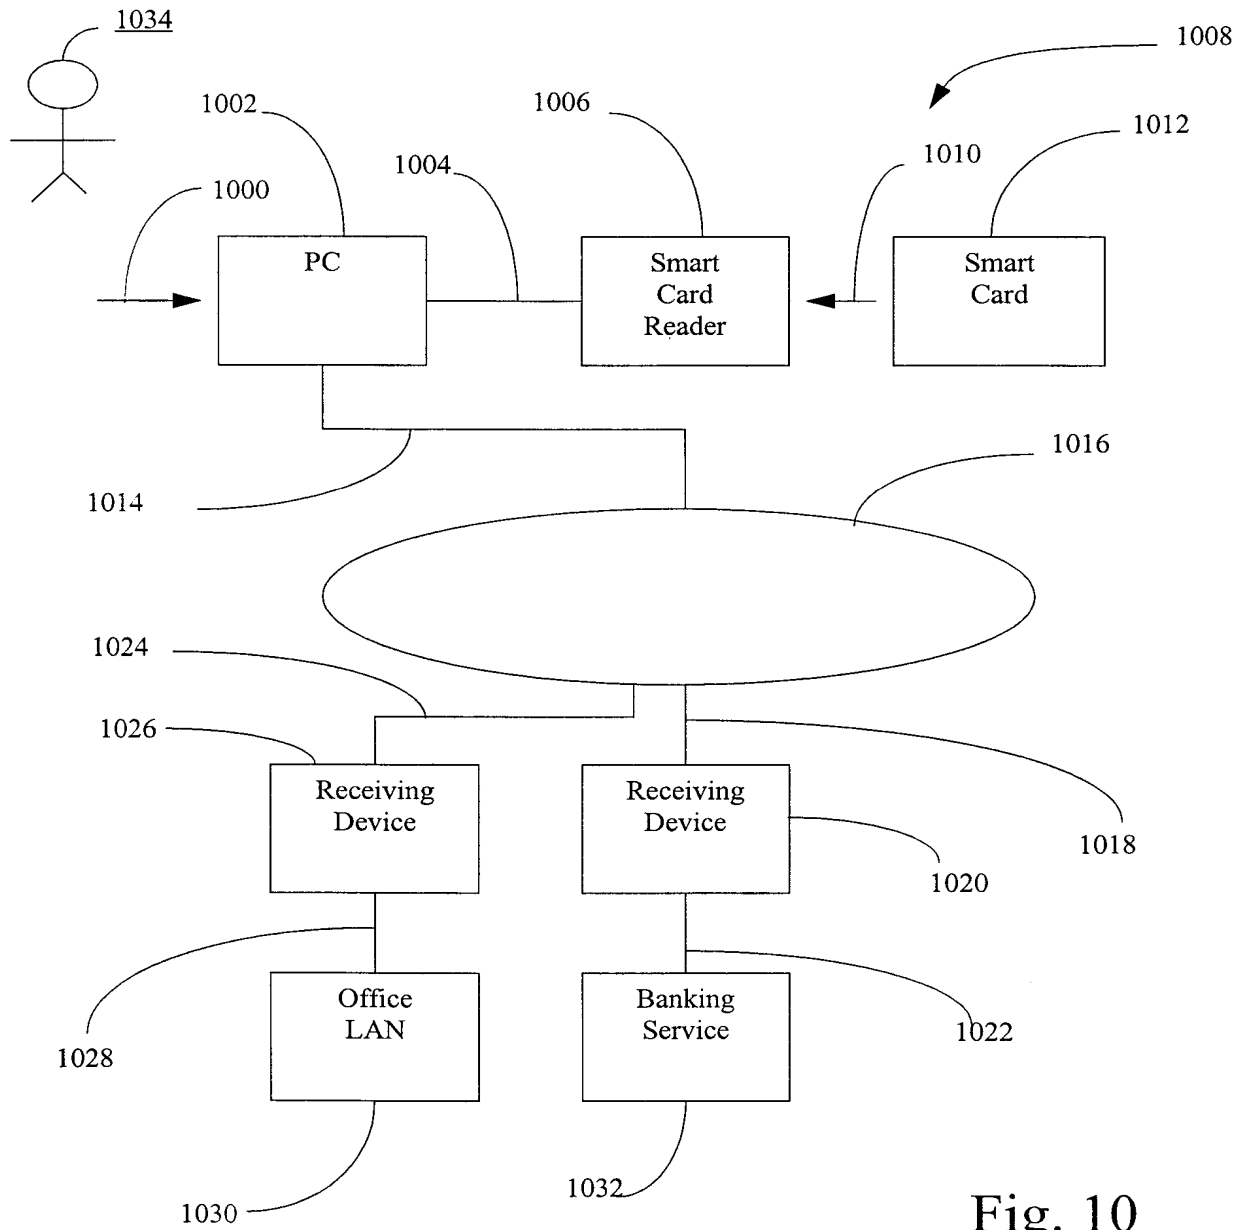 1034
1008
1002
1006
1012
1004
1010
1000
PC
Smart
Card
Reader
Smart
Card
1016
1014
1024
1026
Receiving
Device
Receiving
Device
1018
1020
Office
LAN
Banking
Service
1028
1022
1032
1030
Fig. 10